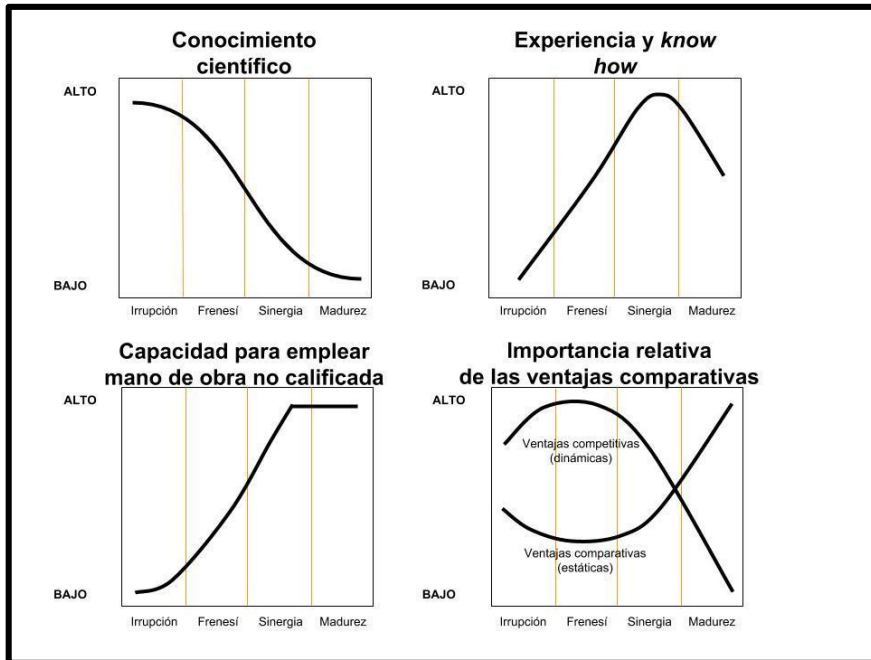 Conocimiento
científico
ALTO
BAJO
Irrupción Frenesí Sinergia Madurez
Experiencia y know
how
ALTO
BAJO
Irrupción Frenesí Sinergia Madurez
Capacidad para emplear
mano de obra no calificada
ALTO
BAJO
Irrupción Frenesí Sinergia Madurez
Importancia relativa
de las ventajas comparativas
ALTO
Ventajas competitivas
(dinámicas)
Ventajas comparativas
(estáticas)
BAJO
Irrupción Frenesí Sinergia Madurez